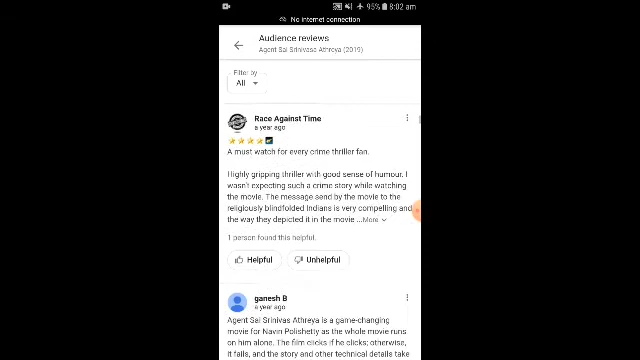 95% 8:02 am
No internet connection
Audience reviews
Agent Sai Srinivasa Athreya (2019)
Filter by
All
Race Against Time
a year ago
A must watch for every crime thriller fan.
Highly gripping thriller with good sense of humour. I
wasn't expecting such a crime story while watching
the movie. The message send by the movie to the
religiously blindfolded Indians is very compelling and
the way they depicted it in the movie ...More
1 person found this helpful.
Helpful Unhelpful
ganesh B
a year ago
Agent Sai Srinivas Athreya is a game-changing
movie for Navin Polishetty as the whole movie runs
on him alone. The film clicks if he clicks; otherwise,
it fails, and the story and other technical details take